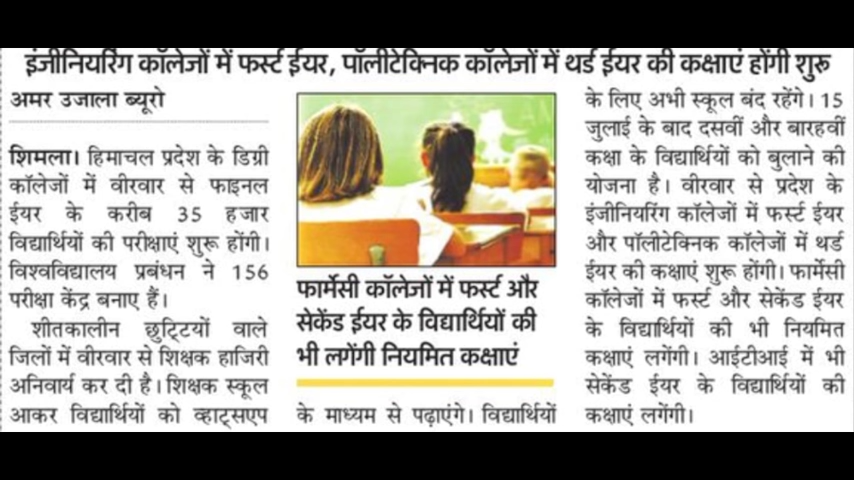 इंजीनियरिंग कॉलेजों में फर्स्ट ईयर, पॉलीटेक्निक कॉलेजों में थर्ड ईयर की कक्षाएं होंगी शुरू
अमर उजाला ब्यूरो
शिमला। हिमाचल प्रदेश के डिग्री
कॉलेजों में वीरवार से फाइनल
ईयर के करीब 35 हजार
विद्यार्थियों की परीक्षाएं शुरू होंगी।
विश्वविद्यालय प्रबंधन ने 156
परीक्षा केंद्र बनाए हैं।
शीतकालीन छुट्टियों वाले
जिलों में वीरवार से शिक्षक हाजिरी
अनिवार्य कर दी है। शिक्षक स्कूल
आकर विद्यार्थियों को व्हाट्सएप
फार्मेसी कॉलेजों में फर्स्ट और
सेकेंड ईयर के विद्यार्थियों की
भी लगेंगी नियमित कक्षाएं
के माध्यम से पढ़ाएंगे। विद्यार्थियों
के लिए अभी स्कूल बंद रहेंगे। 15
जुलाई के बाद दसवीं और बारहवीं
कक्षा के विद्यार्थियों को बुलाने की
योजना है। वीरवार से प्रदेश के
इंजीनियरिंग कॉलेजों में फर्स्ट ईयर
और पॉलीटेक्निक कॉलेजों में थर्ड
ईयर की कक्षाएं शुरू होंगी। फार्मेसी
कॉलेजों में फर्स्ट और सेकेंड ईयर
के विद्यार्थियों की भी नियमित
कक्षाएं लगेंगी। आईटीआई में भी
सेकेंड ईयर के विद्यार्थियों की
कक्षाएं लगेंगी।